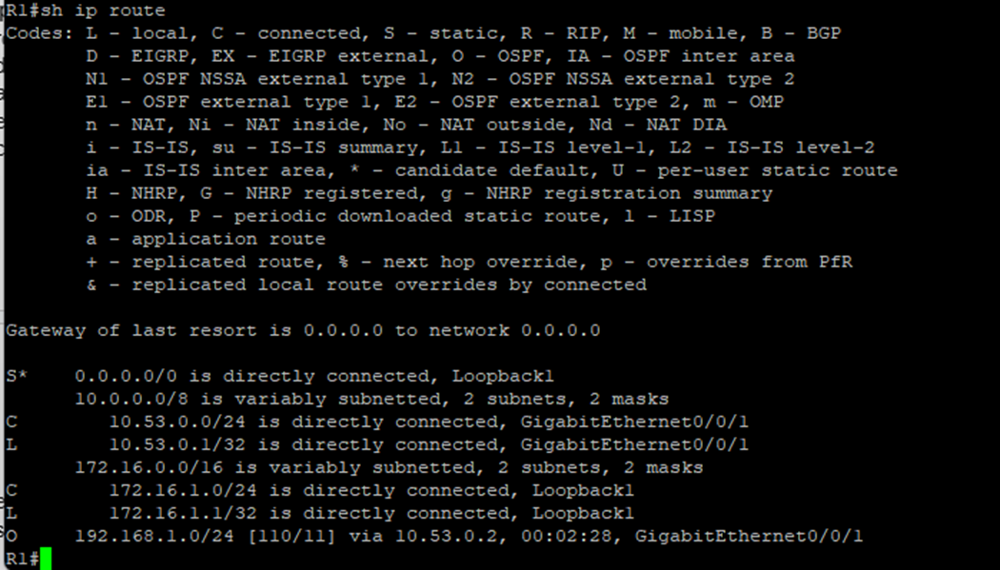 R1#sh ip route
Codes: L - local, C - connected, S - static, R - RIP, M - mobile, B - BGP
D - EIGRP, EX - EIGRP external, O - OSPF, IA - OSPF inter area
N1 - OSPF NSSA external type 1, N2 - OSPF NSSA external type 2
E1 - OSPF external type 1, E2 - OSPF external type 2, m - OMP
n - NAT, Ni - NAT inside, No - NAT outside, Nd - NAT DIA
i - IS-IS, su - IS-IS summary, L1 - IS-IS level-1, L2 - IS-IS level-2
ia - IS-IS inter area, * - candidate default, U - per-user static route
H - NHRP, G - NHRP registered, g - NHRP registration summary
o - ODR, P - periodic downloaded static route, l - LISP
a - application route
+ - replicated route, % - next hop override, p - overrides from PfR
& - replicated local route overrides by connected
Gateway of last resort is 0.0.0.0 to network 0.0.0.0
S* 0.0.0.0/0 is directly connected, Loopback1
10.0.0.0/8 is variably subnetted, 2 subnets, 2 masks
C 10.53.0.0/24 is directly connected, GigabitEthernet0/0/1
L 10.53.0.1/32 is directly connected, GigabitEthernet0/0/1
172.16.0.0/16 is variably subnetted, 2 subnets, 2 masks
C 172.16.1.0/24 is directly connected, Loopback1
L 172.16.1.1/32 is directly connected, Loopback1
O 192.168.1.0/24 [110/11] via 10.53.0.2, 00:02:28, GigabitEthernet0/0/1
R1#